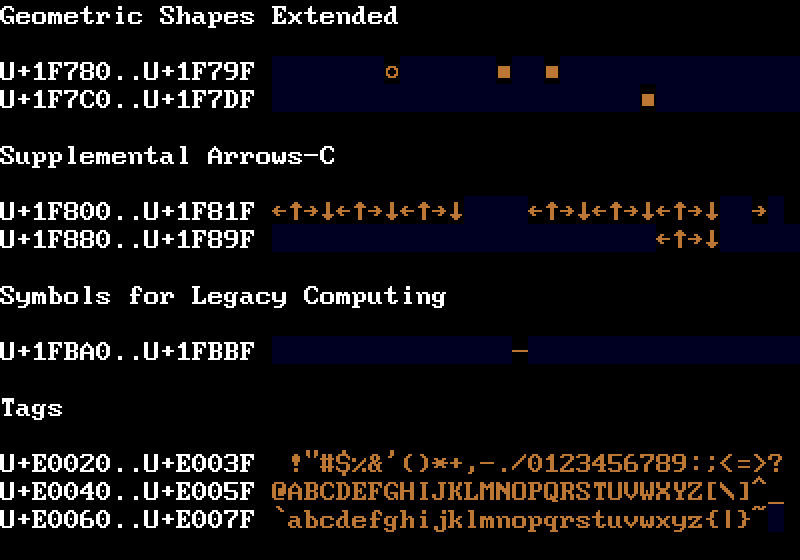 Geometric Shapes Extended
U+1F780..U+1F79F ○ ■ ■
U+1F7C0..U+1F7DF ■
Supplemental Arrows-C
U+1F800..U+1F81F ←↑→↓←↑→↓←↑→↓ ←↑→↓←↑→↓←↑→↓ →
U+1F880..U+1F89F ←↑→↓
Symbols for Legacy Computing
U+1FBA0..U+1FBBF ─
Tags
U+E0020..U+E003F  !"#$%&'()*+,-./0123456789:;<=>?
U+E0040..U+E005F @ABCDEFGHIJKLMNOPQRSTUVWXYZ[\]^_
U+E0060..U+E007F `abcdefghijklmnopqrstuvwxyz{|}~